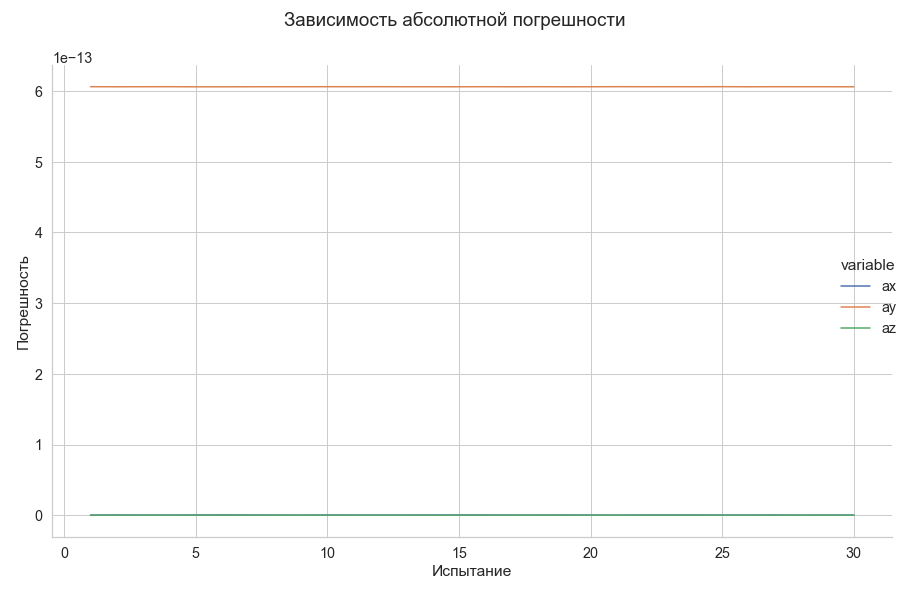 Зависимость абсолютной погрешности
1e−13
6
5
4
3
2
1
0
Погрешность
0 5 10 15 20 25 30
Испытание
variable
ax
ay
az